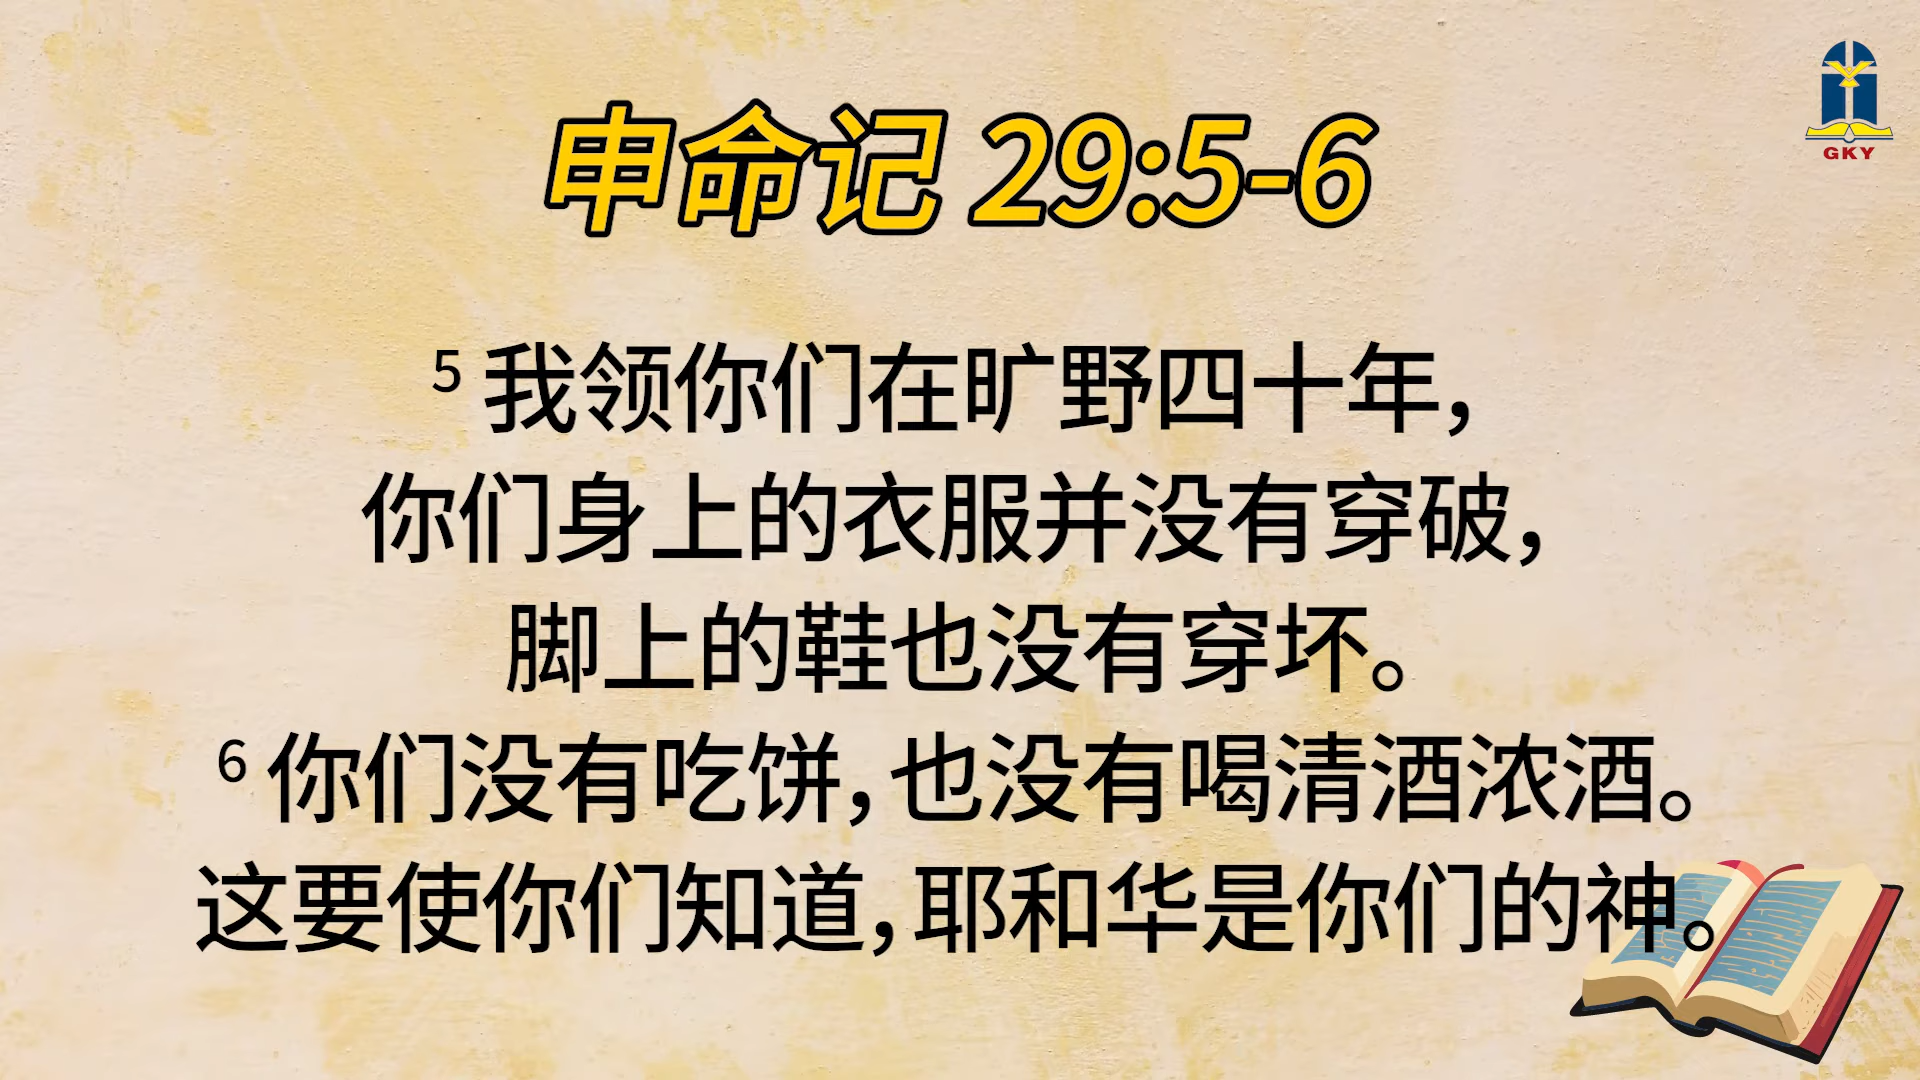 GKY
申命记 29:5-6
5 我领你们在旷野四十年，
你们身上的衣服并没有穿破，
脚上的鞋也没有穿坏。
6 你们没有吃饼，也没有喝清酒浓酒。
这要使你们知道，耶和华是你们的神。